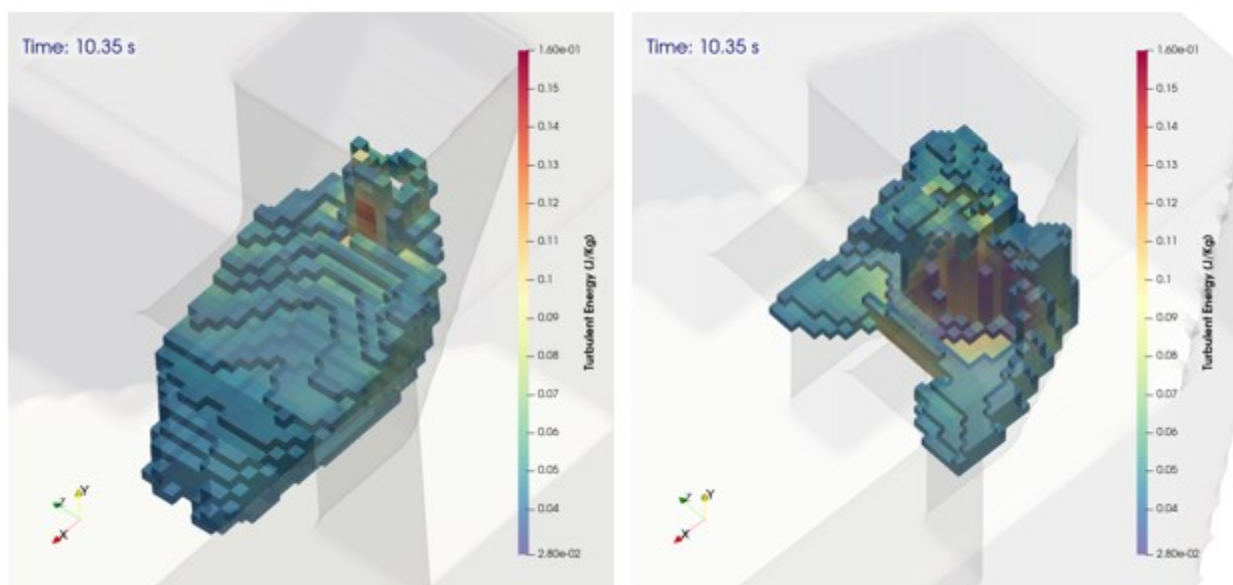 Time: 10.35 s
1.60e-01
0.15
0.14
0.13
0.12
0.11
0.1
0.09
0.08
0.07
0.06
0.05
0.04
2.80e-02
Turbulent Energy (J/Kg)
Y
Z
X
Time: 10.35 s
1.60e-01
0.15
0.14
0.13
0.12
0.11
0.1
0.09
0.08
0.07
0.06
0.05
0.04
2.80e-02
Turbulent Energy (J/Kg)
Y
Z
X